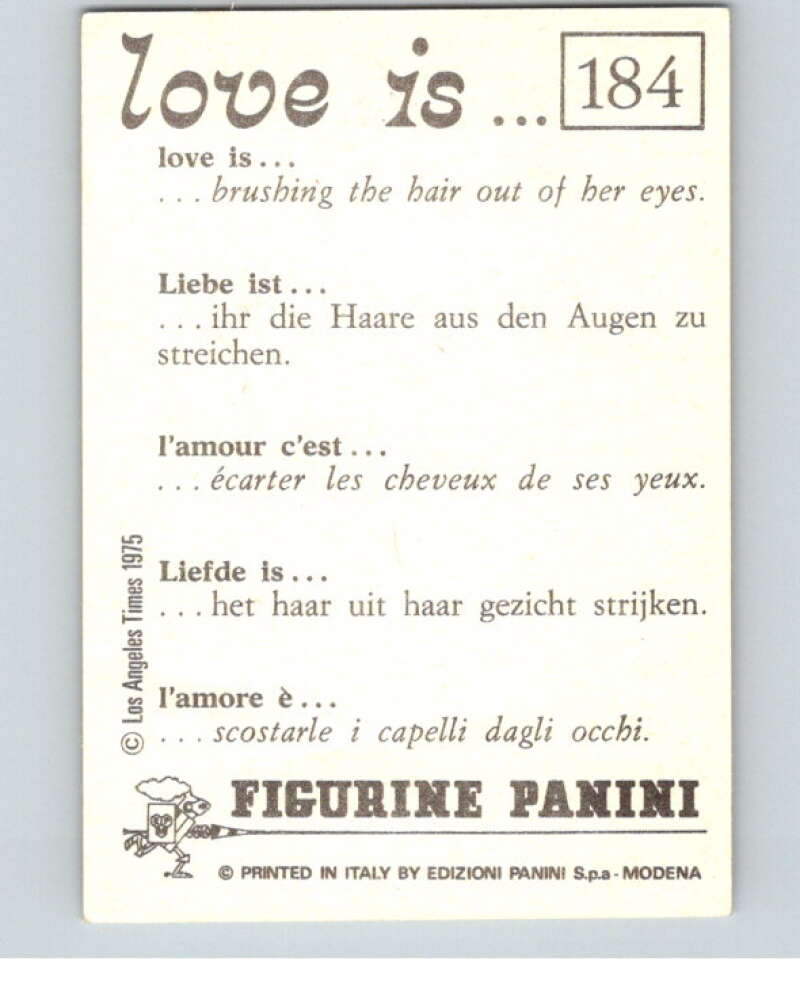 love is ...
184
love is...
...brushing the hair out of her eyes.
Liebe ist...
...ihr die Haare aus den Augen zu
streichen.
l'amour c'est...
...écarter les cheveux de ses yeux.
Liefde is...
...het haar uit haar gezicht strijken.
l'amore è...
...scostarle i capelli dagli occhi.
© Los Angeles Times 1975
FIGURINE PANINI
© PRINTED IN ITALY BY EDIZIONI PANINI S.p.a - MODENA